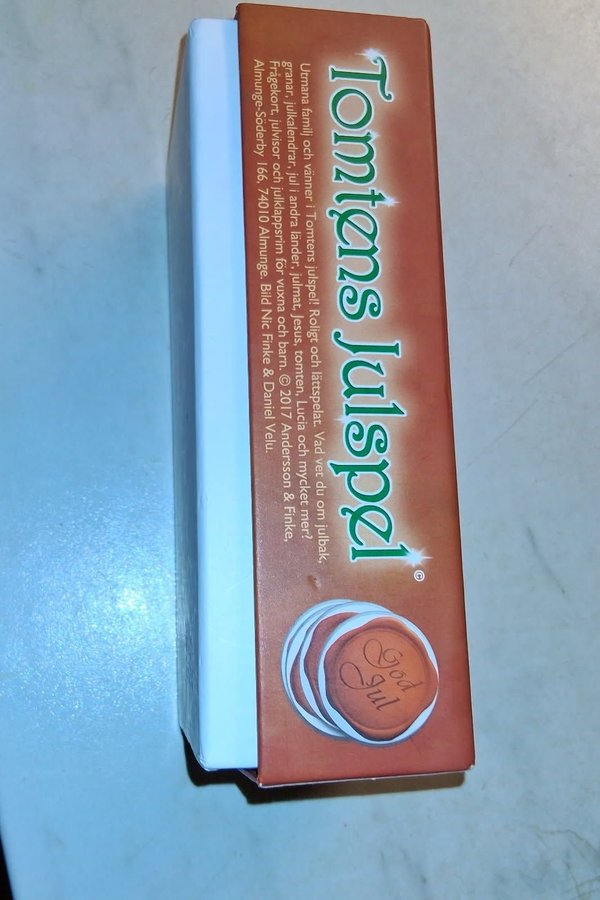 Tomtens Julspel ©
Utmana familj och vänner i Tomtens julspel! Roligt och lättspelat. Vad vet du om julbak,
granar, julkalendrar, jul i andra länder, julmat, Jesus, tomten, Lucia och mycket mer?
Frågekort, julvisor och julklappsrim för vuxna och barn. © 2017 Andersson & Finke,
Almunge-Söderby 166, 74010 Almunge. Bild Nic Finke & Daniel Velu.
God
Jul